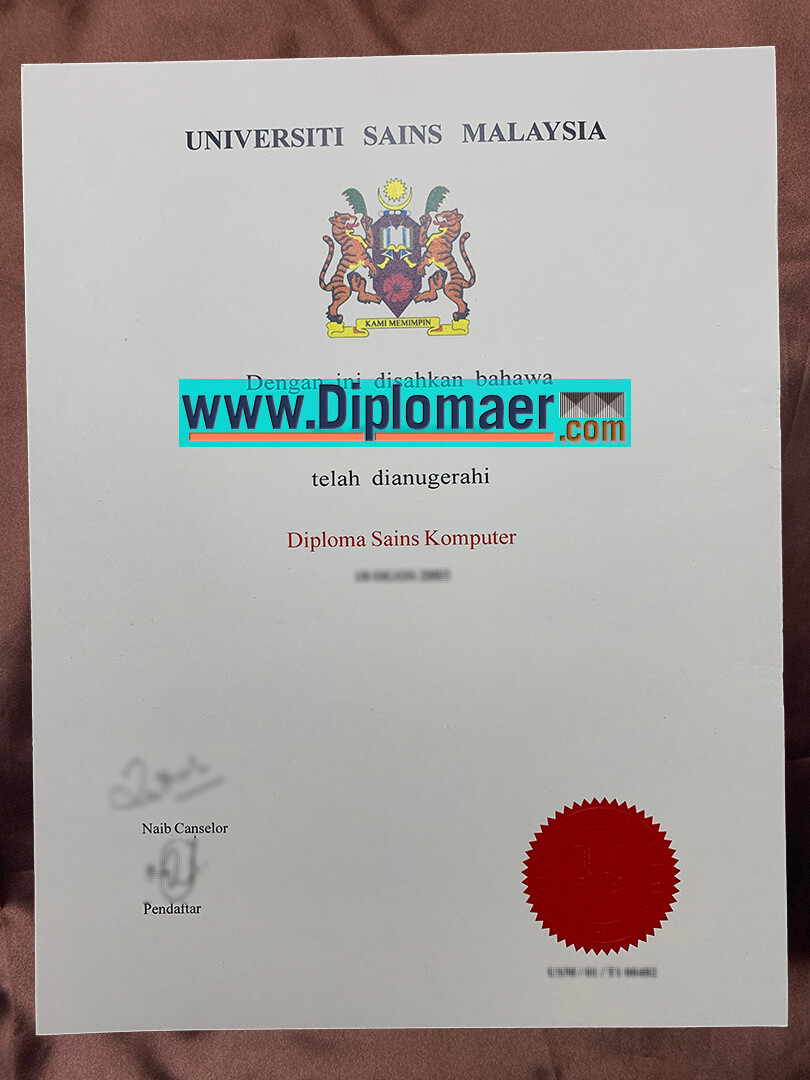 UNIVERSITI SAINS MALAYSIA
KAMI MEMIMPIN
Dengan ini disahkan bahawa
www.Diplomaer.com
telah dianugerahi
Diploma Sains Komputer
Naib Canselor
Pendaftar